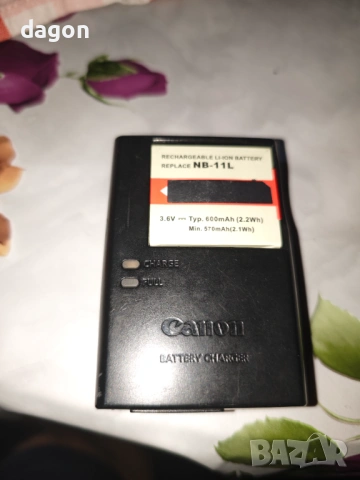 dagon
RECHARGEABLE LI-ION BATTERY
REPLACE NB-11L
3.6V ⎓ Typ. 600mAh(2.2Wh)
Min. 570mAh(2.1Wh)
CHARGE
FULL
Canon
BATTERY CHARGER
BAZAR